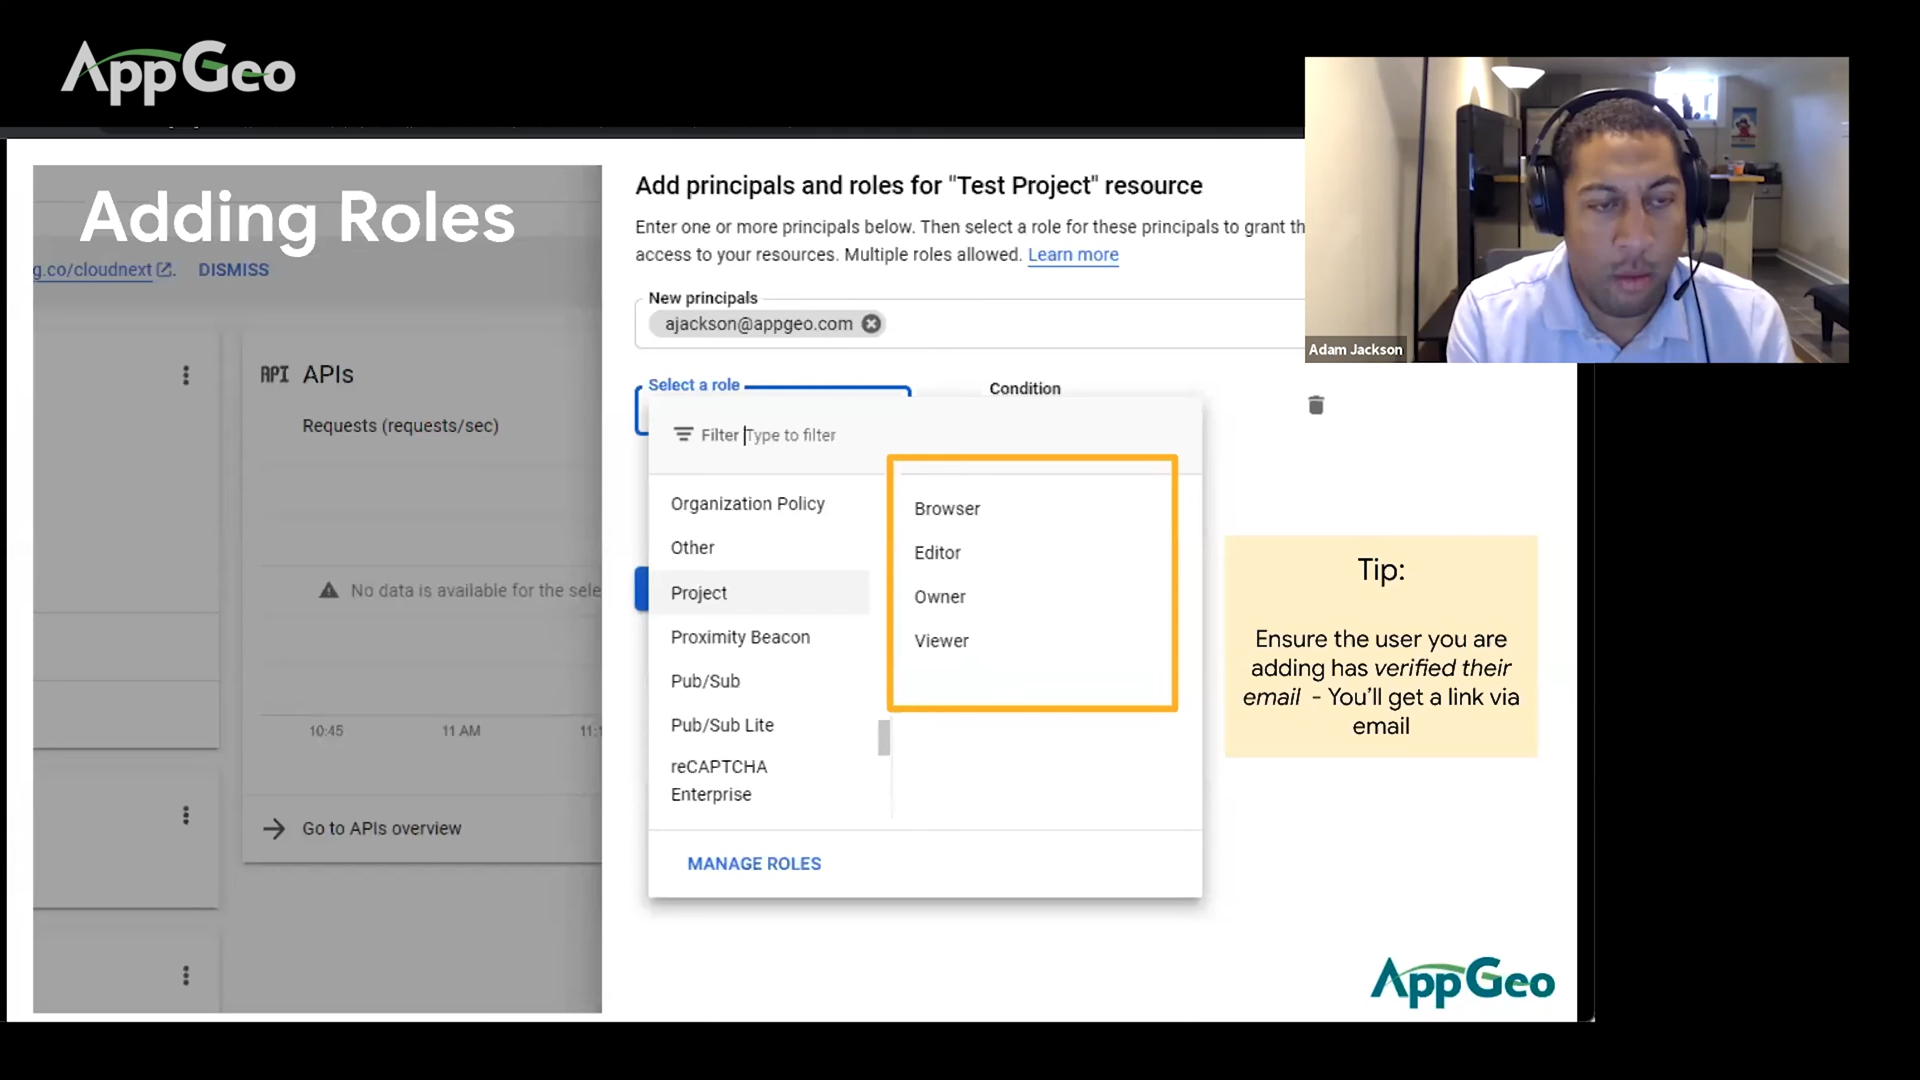 AppGeo
Adding Roles
g.co/cloudnext
DISMISS
API APIs
Requests (requests/sec)
No data is available for the sele
10:45
11 AM
11:1
Go to APIs overview
Add principals and roles for "Test Project" resource
Enter one or more principals below. Then select a role for these principals to grant th
access to your resources. Multiple roles allowed. Learn more
New principals
ajackson@appgeo.com
Select a role
Condition
Filter Type to filter
Organization Policy
Other
Project
Proximity Beacon
Pub/Sub
Pub/Sub Lite
reCAPTCHA
Enterprise
Browser
Editor
Owner
Viewer
MANAGE ROLES
Tip:
Ensure the user you are
adding has verified their
email - You'll get a link via
email
Adam Jackson
AppGeo